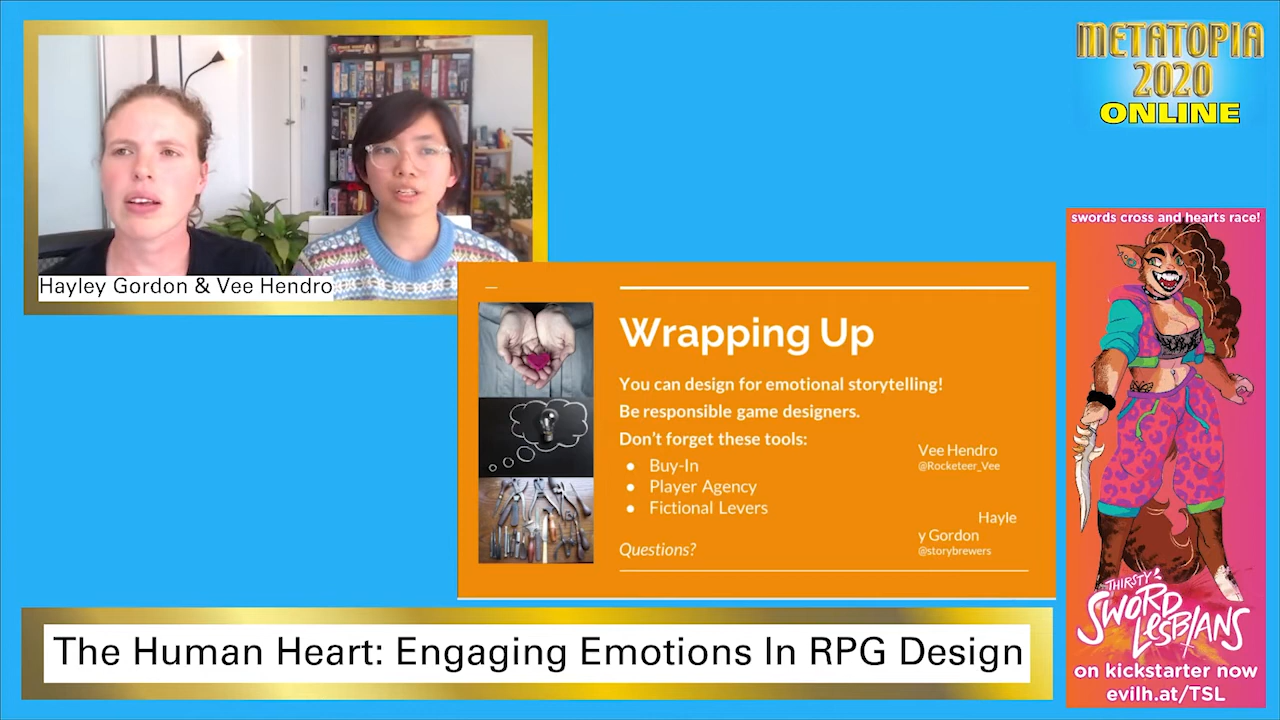 METATOPIA
2020
ONLINE
Hayley Gordon & Vee Hendro
swords cross and hearts race!
Wrapping Up
You can design for emotional storytelling!
Be responsible game designers.
Don't forget these tools:
● Buy-In
● Player Agency
● Fictional Levers
Questions?
Vee Hendro
@Rocketeer_Vee
Hayle
y Gordon
@storybrewers
THIRSTY
SWORD
LESBIANS
on kickstarter now
evilh.at/TSL
The Human Heart: Engaging Emotions In RPG Design